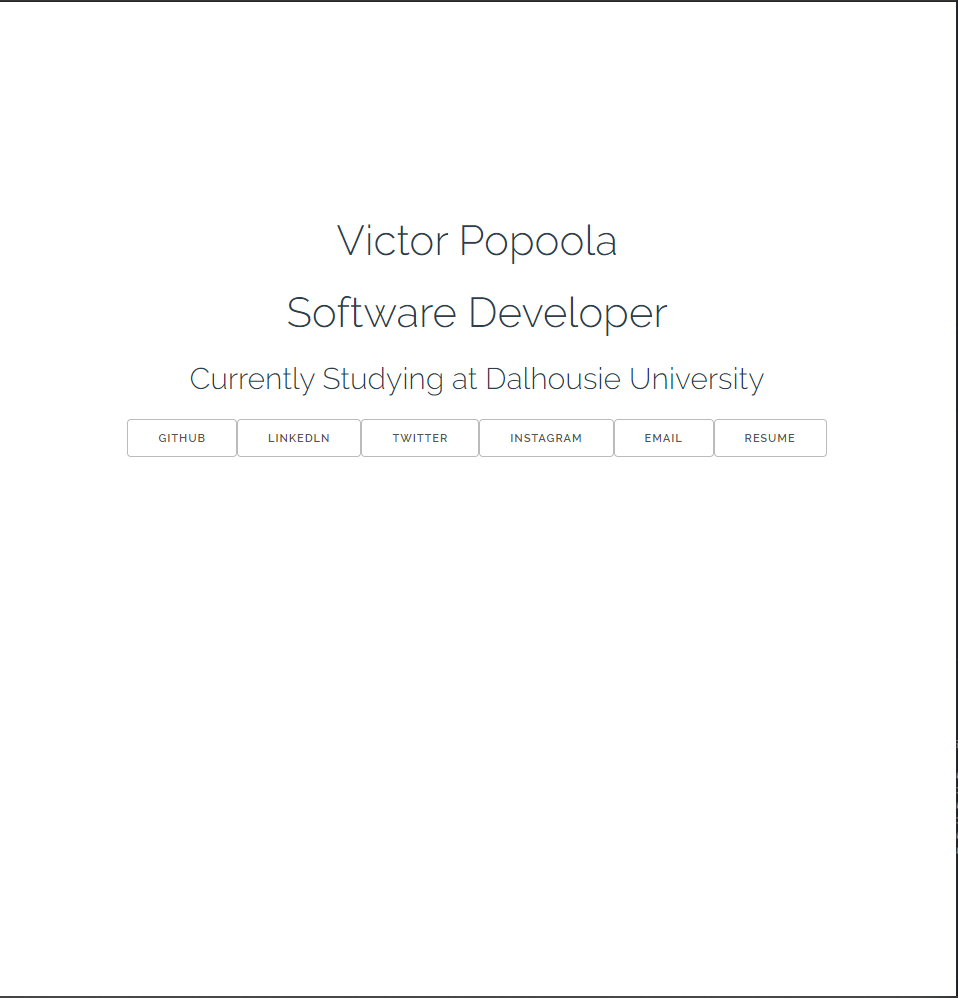 Victor Popoola
Software Developer
Currently Studying at Dalhousie University
GITHUB LINKEDLN TWITTER INSTAGRAM EMAIL RESUME